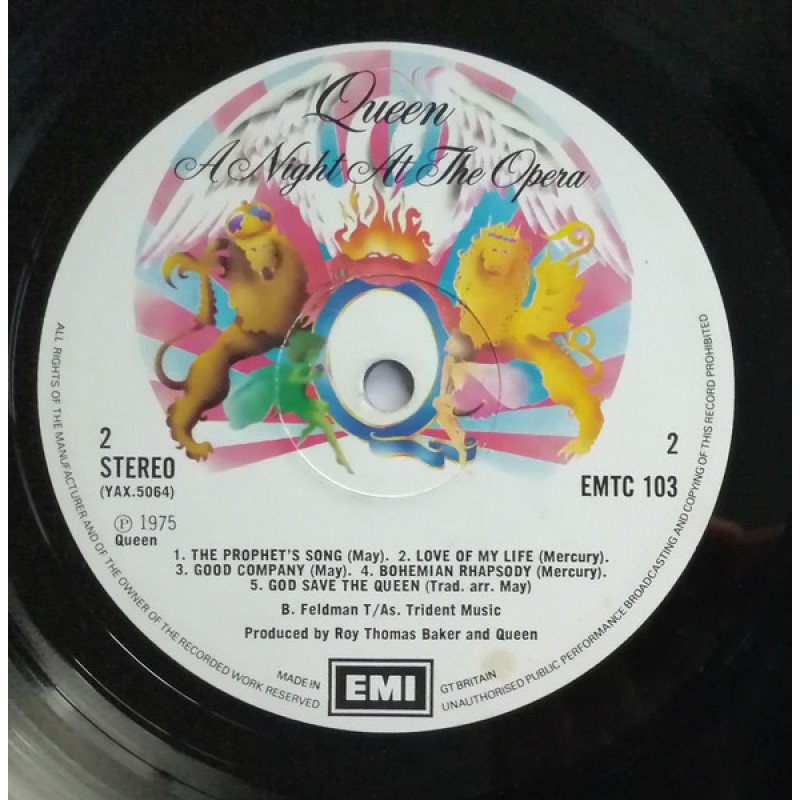 Queen
A Night At The Opera
2
STEREO
(YAX.5064)
2
EMTC 103
Ⓟ 1975
Queen
1. THE PROPHET'S SONG (May). 2. LOVE OF MY LIFE (Mercury).
3. GOOD COMPANY (May). 4. BOHEMIAN RHAPSODY (Mercury).
5. GOD SAVE THE QUEEN (Trad. arr. May)
B. Feldman T/As. Trident Music
Produced by Roy Thomas Baker and Queen
MADE IN
EMI
GT BRITAIN
ALL RIGHTS OF THE MANUFACTURER AND OF THE OWNER OF THE RECORDED WORK RESERVED
UNAUTHORISED PUBLIC PERFORMANCE BROADCASTING AND COPYING OF THIS RECORD PROHIBITED